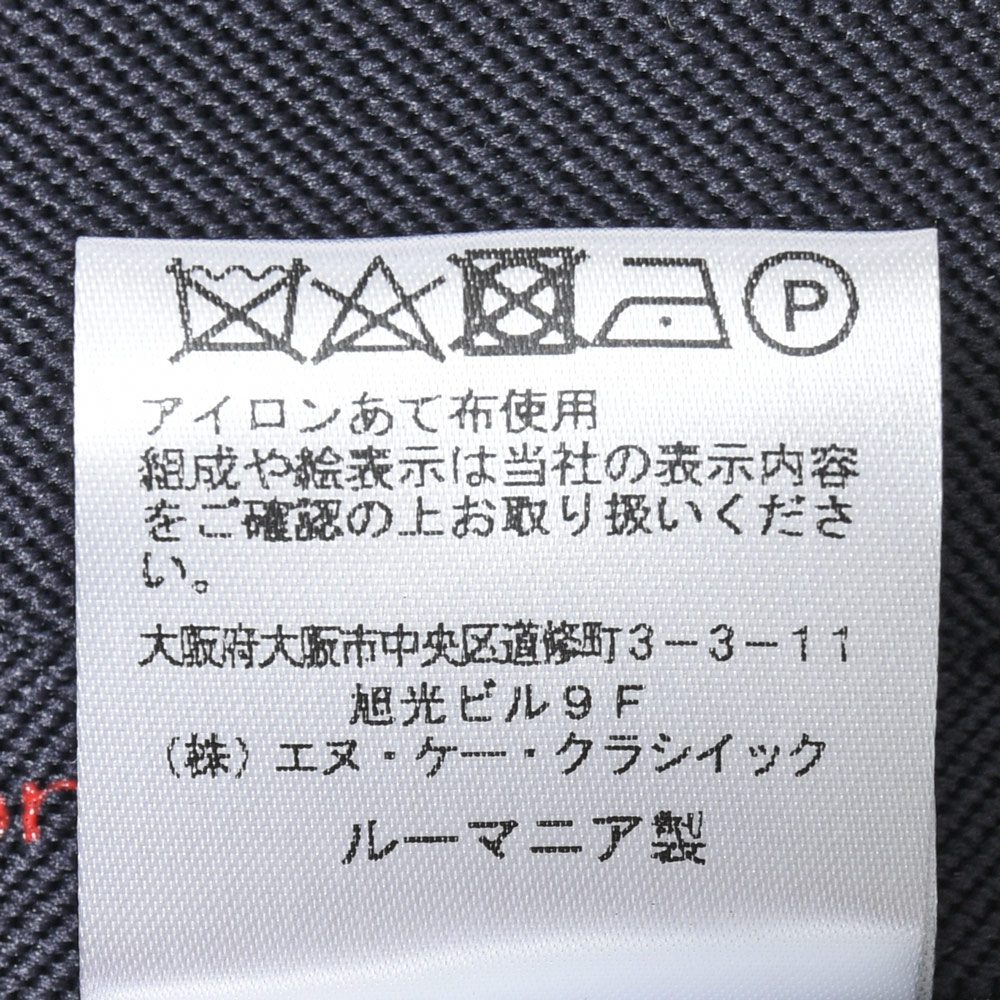 P
アイロンあて布使用
組成や絵表示は当社の表示内容
をご確認の上お取り扱いくださ
い。
大阪府大阪市中央区道修町3-3-11
旭光ビル9F
(株)エヌ・ケー・クラシイック
ルーマニア製
or